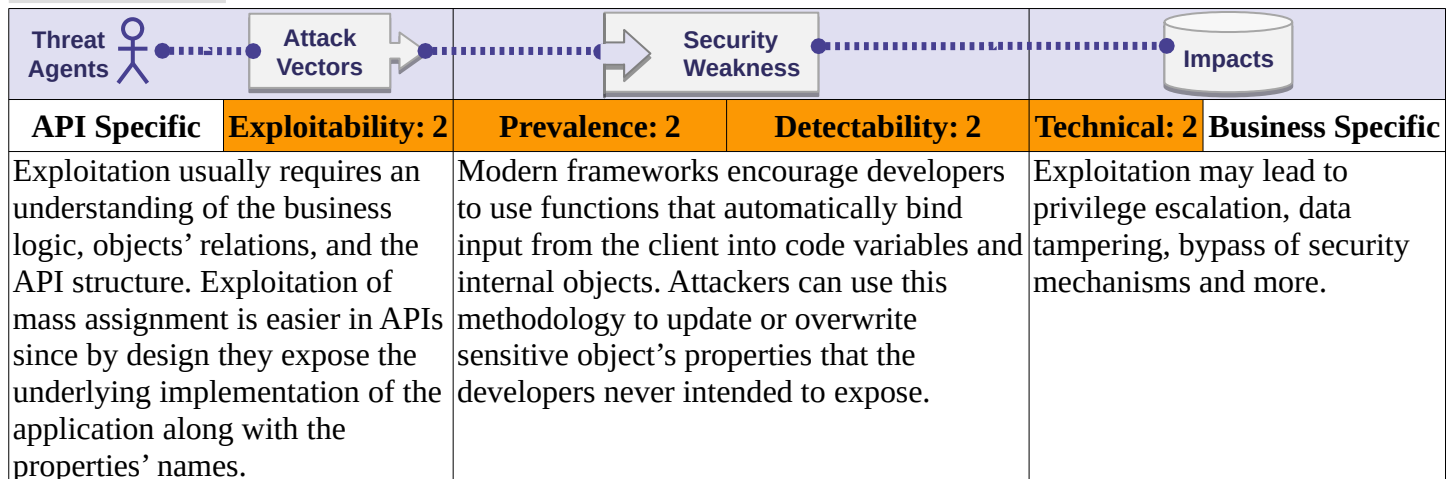 Threat
Agents
Attack
Vectors
Security
Weakness
Impacts
API Specific
Exploitability: 2
Prevalence: 2
Detectability: 2
Technical: 2
Business Specific
Exploitation usually requires an
understanding of the business
logic, objects’ relations, and the
API structure. Exploitation of
mass assignment is easier in APIs
since by design they expose the
underlying implementation of the
application along with the
properties’ names.
Modern frameworks encourage developers
to use functions that automatically bind
input from the client into code variables and
internal objects. Attackers can use this
methodology to update or overwrite
sensitive object’s properties that the
developers never intended to expose.
Exploitation may lead to
privilege escalation, data
tampering, bypass of security
mechanisms and more.